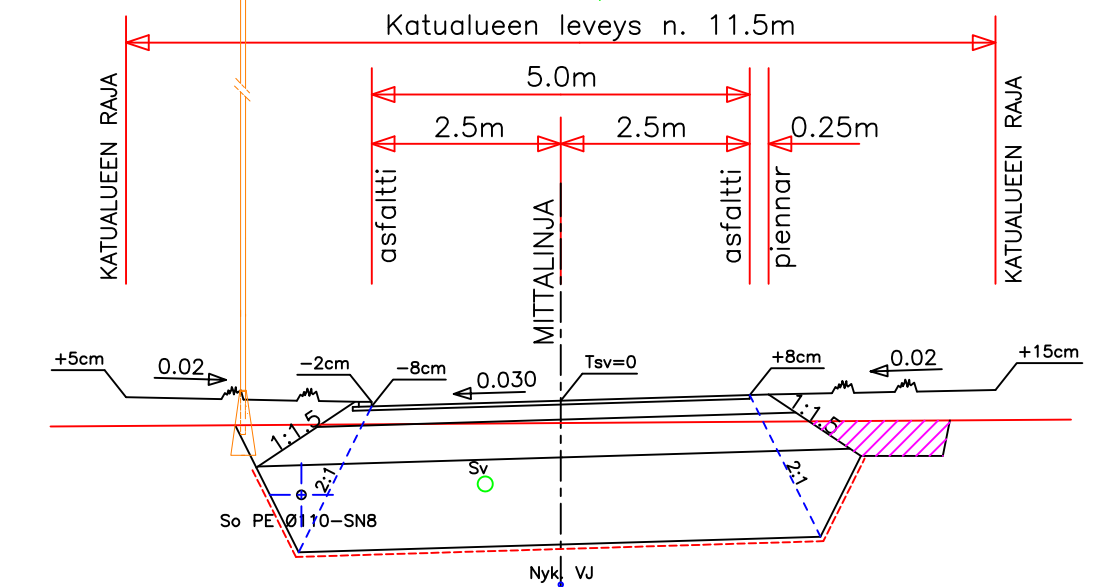 Katualueen leveys n. 11.5m
5.0m
2.5m
2.5m
0.25m
KATUALUEEN RAJA
asfaltti
MITTALINJA
asfaltti
piennar
KATUALUEEN RAJA
+5cm
0.02
-2cm
-8cm
0.030
Tsv=0
+8cm
0.02
+15cm
1:1.5
1:1.5
2:1
Sv
2:1
So PE Ø110-SN8
Nyk. VJ